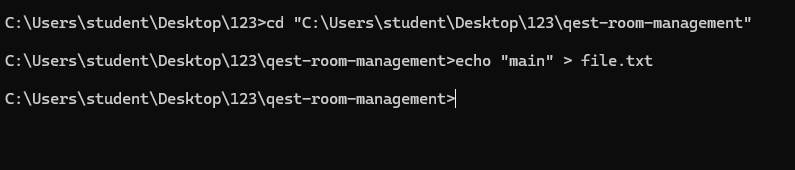 C:\Users\student\Desktop\123>cd "C:\Users\student\Desktop\123\qest-room-management"
C:\Users\student\Desktop\123\qest-room-management>echo "main" > file.txt
C:\Users\student\Desktop\123\qest-room-management>